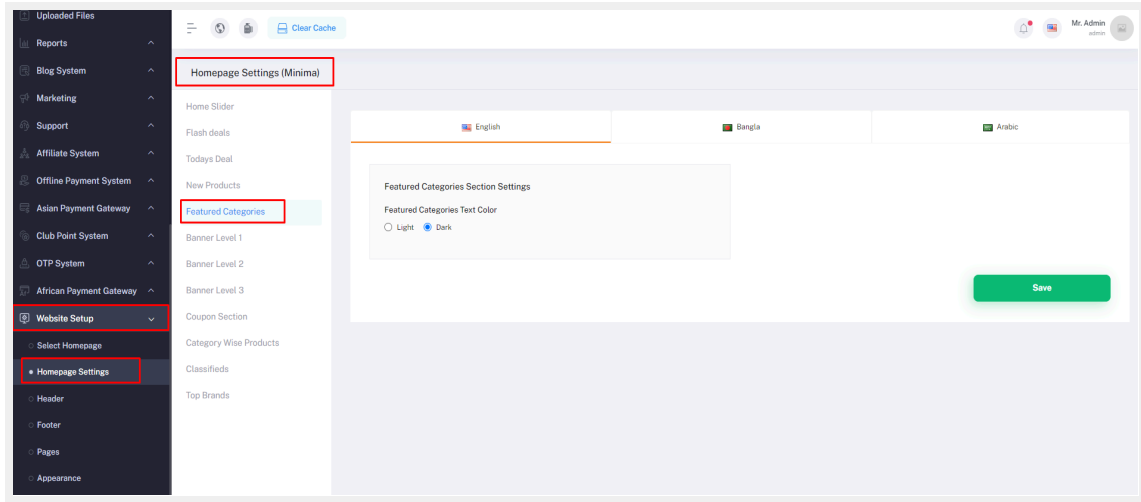 Uploaded Files
Reports
Blog System
Marketing
Support
Affiliate System
Offline Payment System
Asian Payment Gateway
Club Point System
OTP System
African Payment Gateway
Website Setup
Select Homepage
Homepage Settings
Header
Footer
Pages
Appearance
Clear Cache
Mr. Admin
admin
Homepage Settings (Minima)
Home Slider
Flash deals
Todays Deal
New Products
Featured Categories
Banner Level 1
Banner Level 2
Banner Level 3
Coupon Section
Category Wise Products
Classifieds
Top Brands
English Bangla Arabic
Featured Categories Section Settings
Featured Categories Text Color
Light Dark
Save